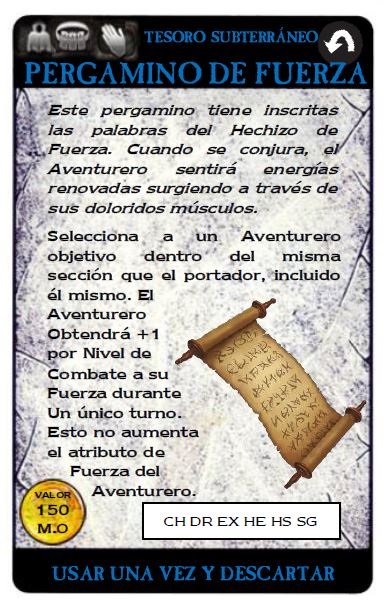 TESORO SUBTERRÁNEO
PERGAMINO DE FUERZA
Este pergamino tiene inscritas
las palabras del Hechizo de
Fuerza. Cuando se conjura, el
Aventurero sentirá energías
renovadas surgiendo a través de
sus doloridos músculos.
Selecciona a un Aventurero
objetivo dentro del misma
sección que el portador, incluido
él mismo. El
Aventurero
Obtendrá +1
por Nivel de
Combate a su
Fuerza durante
Un único turno.
Esto no aumenta
el atributo de
Fuerza del
Aventurero.
VALOR
150
M.O
CH DR EX HE HS SG
USAR UNA VEZ Y DESCARTAR